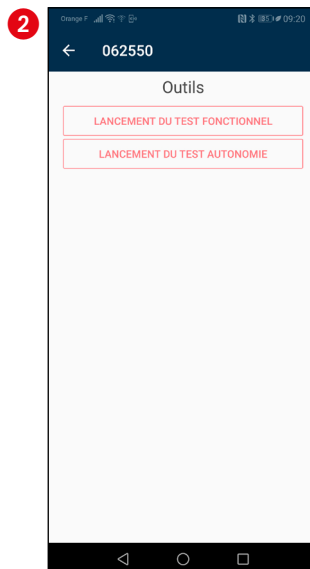 2
Orange F 09:20
062550
Outils
LANCEMENT DU TEST FONCTIONNEL
LANCEMENT DU TEST AUTONOMIE